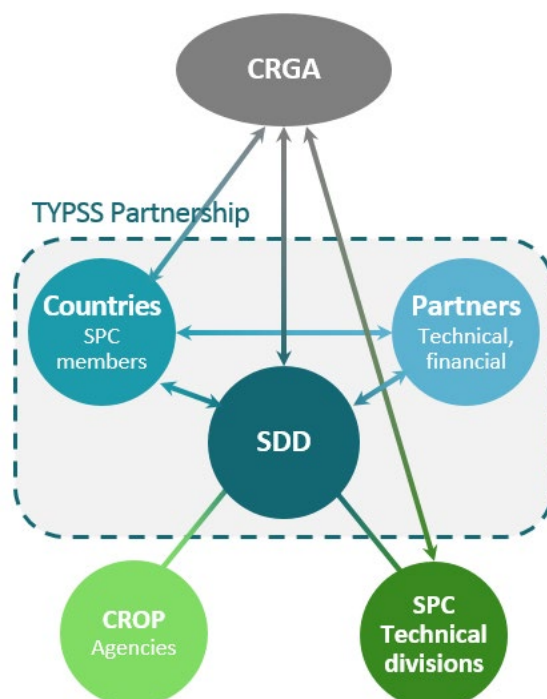 CRGA
TYPSS Partnership
Countries
SPC
members
Partners
Technical,
financial
SDD
CROP
Agencies
SPC
Technical
divisions